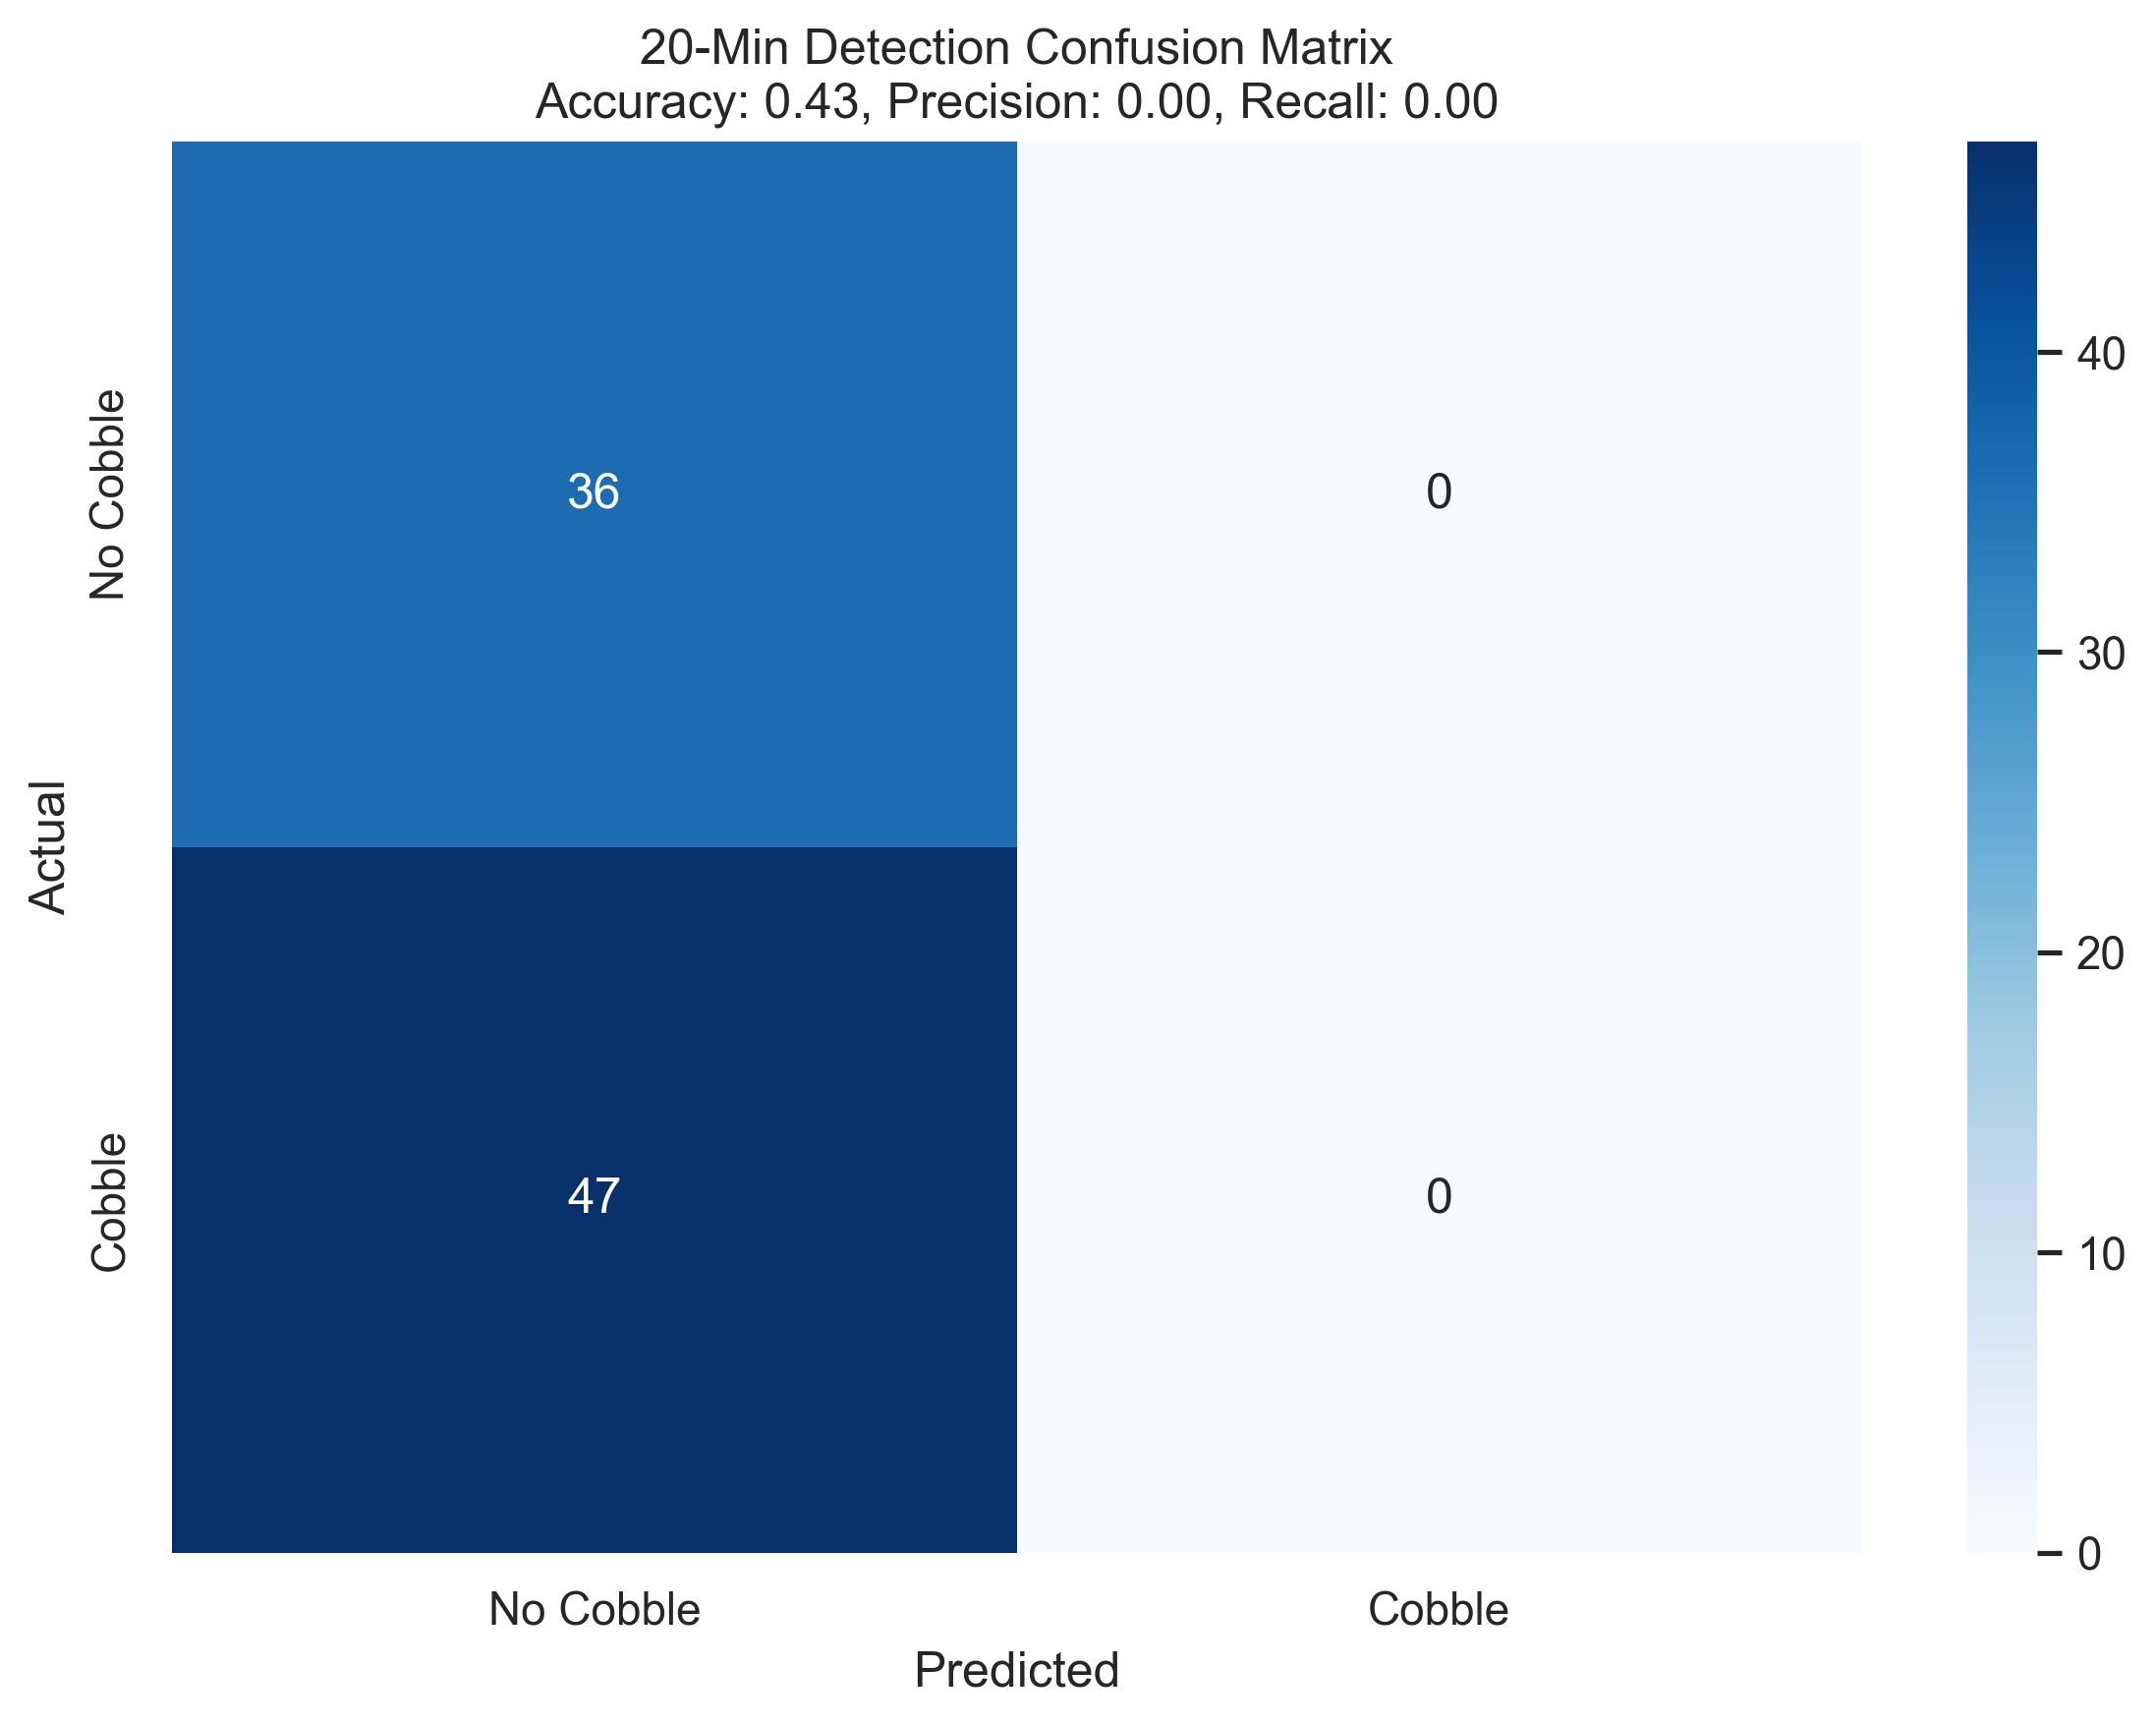 20-Min Detection Confusion Matrix
Accuracy: 0.43, Precision: 0.00, Recall: 0.00
Actual
No Cobble
36
0
Cobble
47
0
No Cobble
Cobble
Predicted
40
30
20
10
0